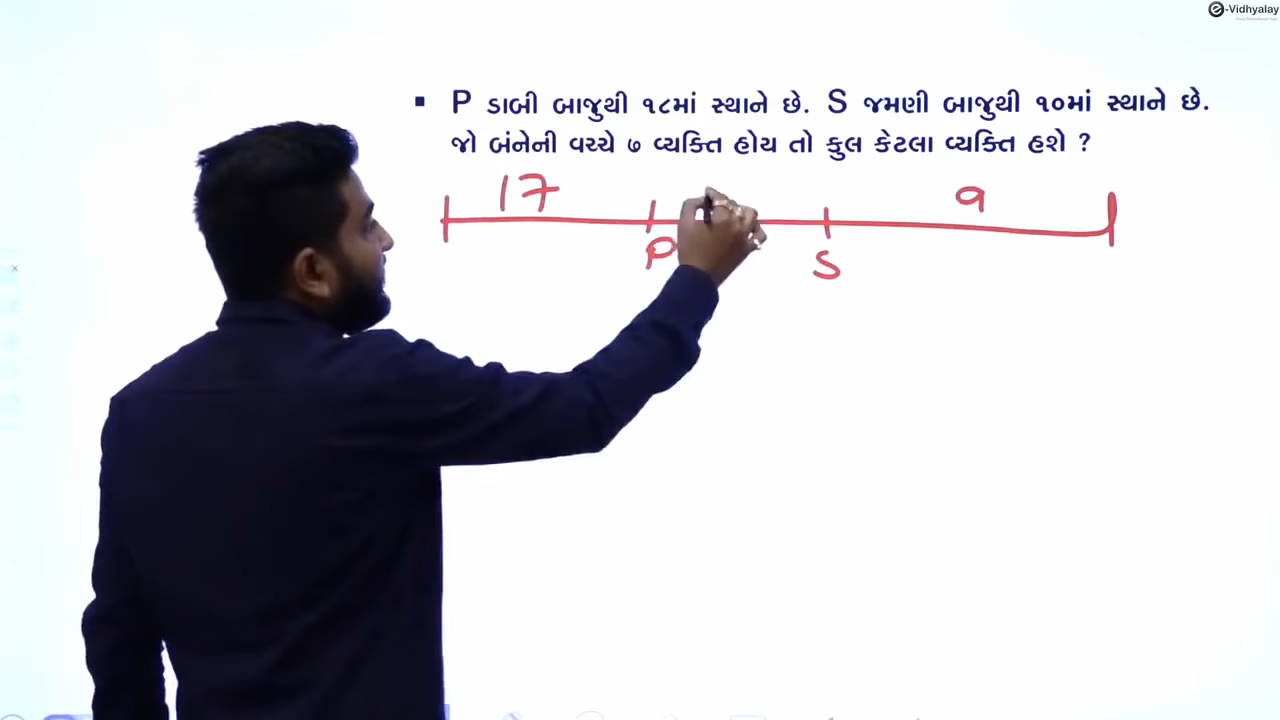 e-Vidhyalay
▪ P ડાબી બાજુથી ૧૮માં સ્થાને છે. S જમણી બાજુથી ૧૦માં સ્થાને છે.
જો બંનેની વચ્ચે ૭ વ્યક્તિ હોય તો કુલ કેટલા વ્યક્તિ હશે ?
17 9
P S